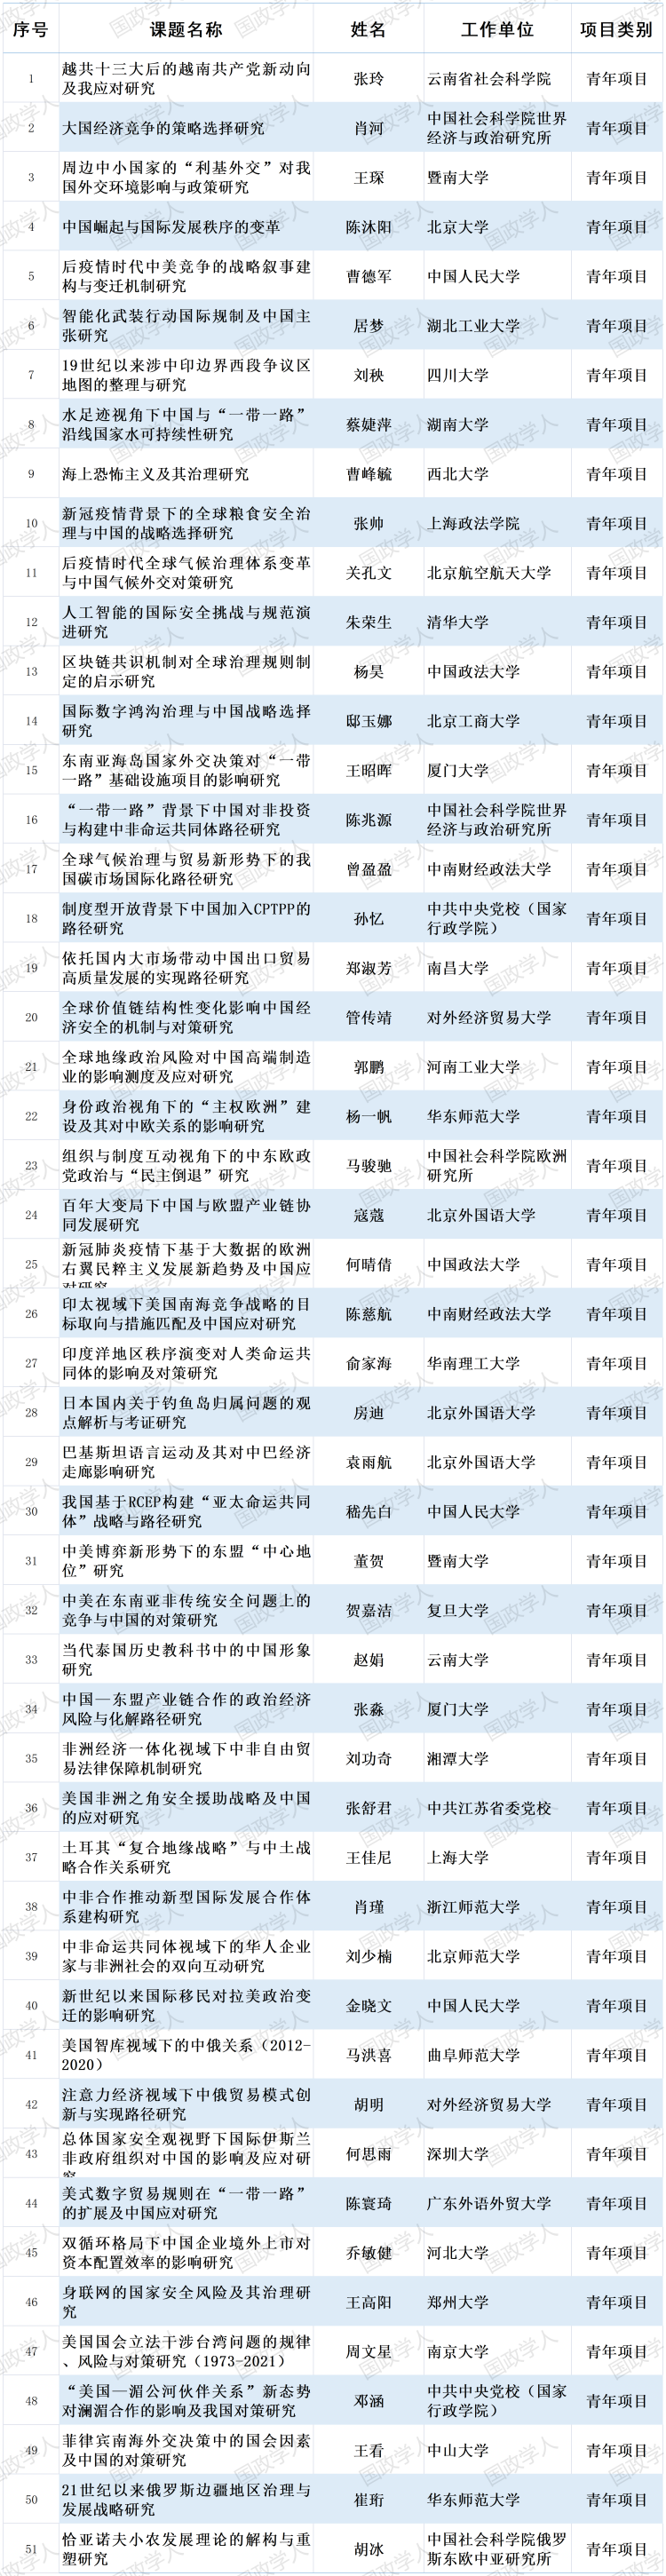 序号 课题名称 姓名 工作单位 项目类别
1 越共十三大后的越南共产党新动向 张玲 云南省社会科学院 青年项目
及我应对研究
2 大国经济竞争的策略选择研究 肖河 中国社会科学院世界 青年项目
经济与政治研究所
3 周边中小国家的“利基外交”对我 王琛 暨南大学 青年项目
国外交环境影响与政策研究
4 中国崛起与国际发展秩序的变革 陈沐阳 北京大学 青年项目
5 后疫情时代中美竞争的战略叙事建 曹德军 中国人民大学 青年项目
构与变迁机制研究
6 智能化武装行动国际规制及中国主 居梦 湖北工业大学 青年项目
张研究
7 19世纪以来涉中印边界西段争议区 刘秧 四川大学 青年项目
地图的整理与研究
8 水足迹视角下中国与“一带一路” 蔡婕萍 湖南大学 青年项目
沿线国家水可持续性研究
9 海上恐怖主义及其治理研究 曹峰毓 西北大学 青年项目
10 新冠疫情背景下的全球粮食安全治 张帅 上海政法学院 青年项目
理与中国的战略选择研究
11 后疫情时代全球气候治理体系变革 关孔文 北京航空航天大学 青年项目
与中国气候外交对策研究
12 人工智能的国际安全挑战与规范演 朱荣生 清华大学 青年项目
进研究
13 区块链共识机制对全球治理规则制 杨昊 中国政法大学 青年项目
定的启示研究
14 国际数字鸿沟治理与中国战略选择 邸玉娜 北京工商大学 青年项目
研究
15 东南亚海岛国家外交决策对“一带 王昭晖 厦门大学 青年项目
一路”基础设施项目的影响研究
16 “一带一路”背景下中国对非投资 陈兆源 中国社会科学院世界 青年项目
与构建中非命运共同体路径研究 经济与政治研究所
17 全球气候治理与贸易新形势下的我 曾盈盈 中南财经政法大学 青年项目
国碳市场国际化路径研究
18 制度型开放背景下中国加入CPTPP的 孙忆 中共中央党校（国家 青年项目
路径研究 行政学院）
19 依托国内大市场带动中国出口贸易 郑淑芳 南昌大学 青年项目
高质量发展的实现路径研究
20 全球价值链结构性变化影响中国经 管传靖 对外经济贸易大学 青年项目
济安全的机制与对策研究
21 全球地缘政治风险对中国高端制造 郭鹏 河南工业大学 青年项目
业的影响测度及应对研究
22 身份政治视角下的“主权欧洲”建 杨一帆 华东师范大学 青年项目
设及其对中欧关系的影响研究
23 组织与制度互动视角下的中东欧政 马骏驰 中国社会科学院欧洲 青年项目
党政治与“民主倒退”研究 研究所
24 百年大变局下中国与欧盟产业链协 寇蔻 北京外国语大学 青年项目
同发展研究
25 新冠肺炎疫情下基于大数据的欧洲 何晴倩 中国政法大学 青年项目
右翼民粹主义发展新趋势及中国应
对研究
26 印太视域下美国南海竞争战略的目 陈慈航 中南财经政法大学 青年项目
标取向与措施匹配及中国应对研究
27 印度洋地区秩序演变对人类命运共 俞家海 华南理工大学 青年项目
同体的影响及对策研究
28 日本国内关于钓鱼岛归属问题的观 房迪 北京外国语大学 青年项目
点解析与考证研究
29 巴基斯坦语言运动及其对中巴经济 袁雨航 北京外国语大学 青年项目
走廊影响研究
30 我国基于RCEP构建“亚太命运共同 嵇先白 中国人民大学 青年项目
体”战略与路径研究
31 中美博弈新形势下的东盟“中心地 董贺 暨南大学 青年项目
位”研究
32 中美在东南亚非传统安全问题上的 贺嘉洁 复旦大学 青年项目
竞争与中国的对策研究
33 当代泰国历史教科书中的中国形象 赵娟 云南大学 青年项目
研究
34 中国—东盟产业链合作的政治经济 张淼 厦门大学 青年项目
风险与化解路径研究
35 非洲经济一体化视域下中非自由贸 刘功奇 湘潭大学 青年项目
易法律保障机制研究
36 美国非洲之角安全援助战略及中国 张舒君 中共江苏省委党校 青年项目
的应对研究
37 土耳其“复合地缘战略”与中土战 王佳尼 上海大学 青年项目
略合作关系研究
38 中非合作推动新型国际发展合作体 肖瑾 浙江师范大学 青年项目
系建构研究
39 中非命运共同体视域下的华人企业 刘少楠 北京师范大学 青年项目
家与非洲社会的双向互动研究
40 新世纪以来国际移民对拉美政治变 金晓文 中国人民大学 青年项目
迁的影响研究
41 美国智库视域下的中俄关系（2012- 马洪喜 曲阜师范大学 青年项目
2020）
42 注意力经济视域下中俄贸易模式创 胡明 对外经济贸易大学 青年项目
新与实现路径研究
43 总体国家安全观视野下国际伊斯兰 何思雨 深圳大学 青年项目
非政府组织对中国的影响及应对研
究
44 美式数字贸易规则在“一带一路” 陈寰琦 广东外语外贸大学 青年项目
的扩展及中国应对研究
45 双循环格局下中国企业境外上市对 乔敏健 河北大学 青年项目
资本配置效率的影响研究
46 身联网的国家安全风险及其治理研 王高阳 郑州大学 青年项目
究
47 美国国会立法干涉台湾问题的规律 周文星 南京大学 青年项目
、风险与对策研究（1973-2021）
48 “美国—湄公河伙伴关系”新态势 邓涵 中共中央党校（国家 青年项目
对澜湄合作的影响及我国对策研究 行政学院）
49 菲律宾南海外交决策中的国会因素 王看 中山大学 青年项目
及中国的对策研究
50 21世纪以来俄罗斯边疆地区治理与 崔珩 华东师范大学 青年项目
发展战略研究
51 恰亚诺夫小农发展理论的解构与重 胡冰 中国社会科学院俄罗 青年项目
塑研究 斯东欧中亚研究所
国政学人